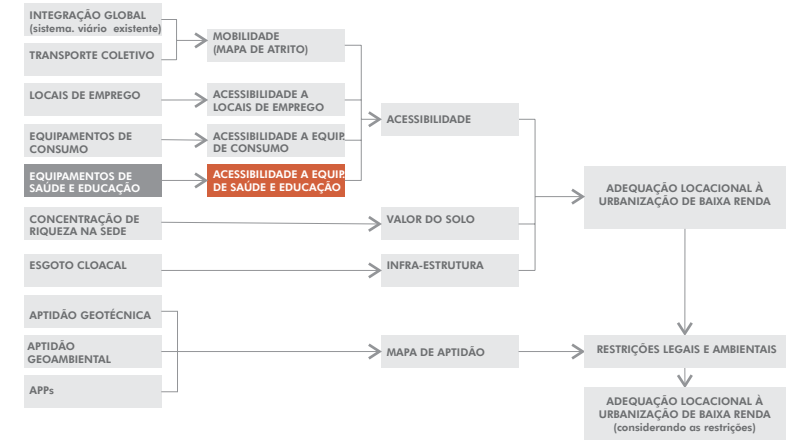 INTEGRAÇÃO GLOBAL
(sistema. viário existente)
TRANSPORTE COLETIVO
MOBILIDADE
(MAPA DE ATRITO)
LOCAIS DE EMPREGO
ACESSIBILIDADE A
LOCAIS DE EMPREGO
EQUIPAMENTOS DE
CONSUMO
ACESSIBILIDADE A EQUIP.
DE CONSUMO
EQUIPAMENTOS DE
SAÚDE E EDUCAÇÃO
ACESSIBILIDADE A EQUIP.
DE SAÚDE E EDUCAÇÃO
ACESSIBILIDADE
CONCENTRAÇÃO DE
RIQUEZA NA SEDE
VALOR DO SOLO
ESGOTO CLOACAL
INFRA-ESTRUTURA
ADEQUAÇÃO LOCACIONAL À
URBANIZAÇÃO DE BAIXA RENDA
APTIDÃO GEOTÉCNICA
APTIDÃO
GEOAMBIENTAL
APPs
MAPA DE APTIDÃO
RESTRIÇÕES LEGAIS E AMBIENTAIS
ADEQUAÇÃO LOCACIONAL À
URBANIZAÇÃO DE BAIXA RENDA
(considerando as restrições)